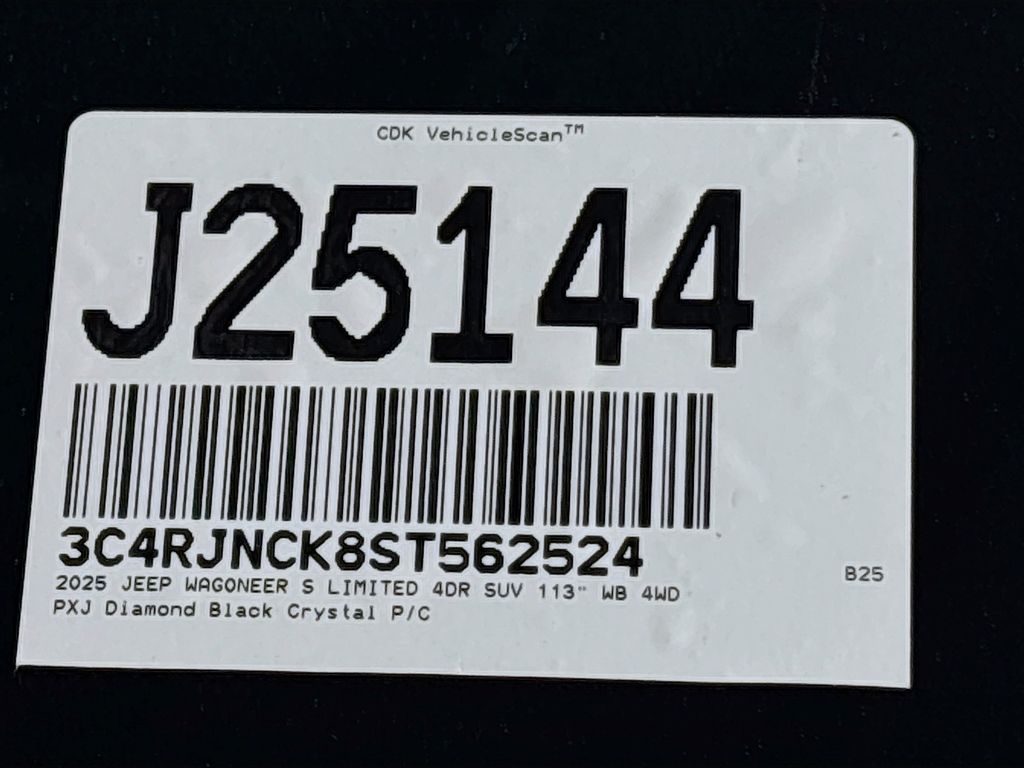 CDK VehicleScan™
J25144
3C4RJNCK8ST562524
2025 JEEP WAGONEER S LIMITED 4DR SUV 113" WB 4WD
PXJ Diamond Black Crystal P/C
B25